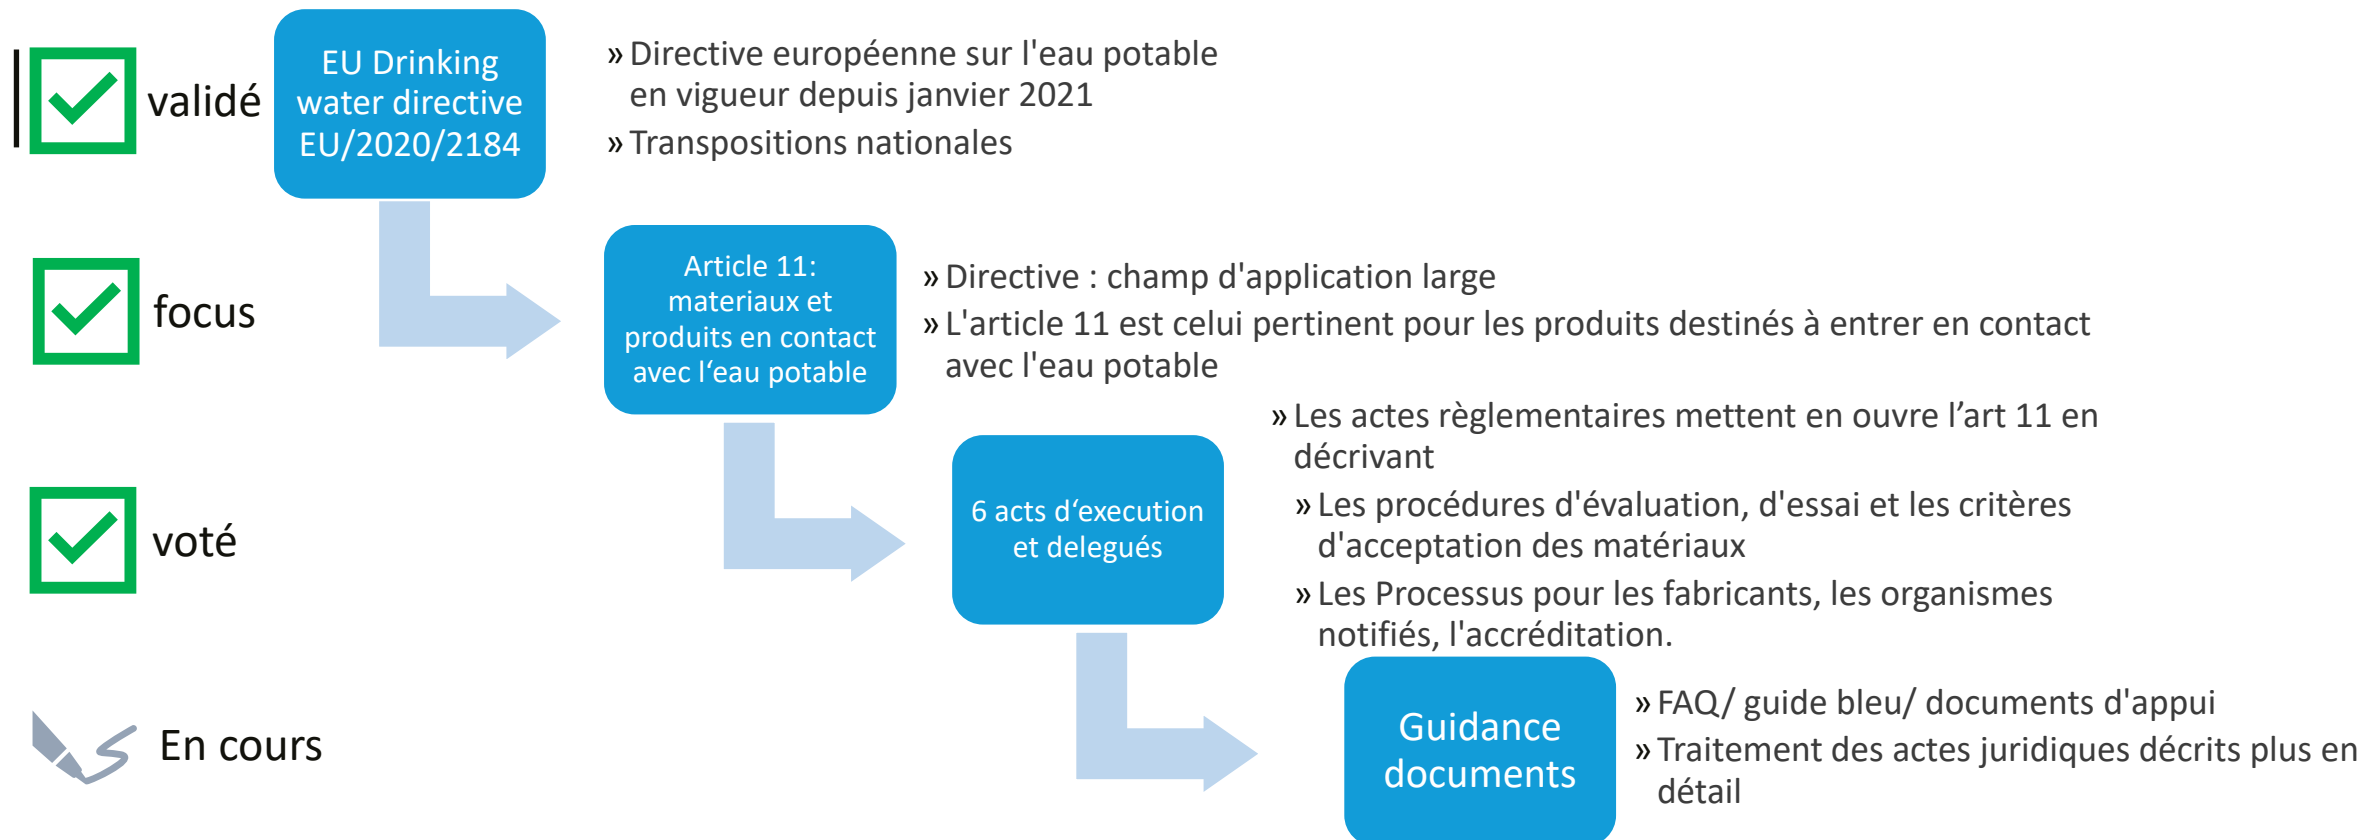 validé
EU Drinking
water directive
EU/2020/2184
» Directive européenne sur l'eau potable
en vigueur depuis janvier 2021
» Transpositions nationales
focus
Article 11:
materiaux et
produits en contact
avec l‘eau potable
» Directive : champ d'application large
» L'article 11 est celui pertinent pour les produits destinés à entrer en contact
avec l'eau potable
voté
6 acts d‘execution
et delegués
» Les actes règlementaires mettent en ouvre l’art 11 en
décrivant
» Les procédures d'évaluation, d'essai et les critères
d'acceptation des matériaux
» Les Processus pour les fabricants, les organismes
notifiés, l'accréditation.
En cours
Guidance
documents
» FAQ/ guide bleu/ documents d'appui
» Traitement des actes juridiques décrits plus en
détail